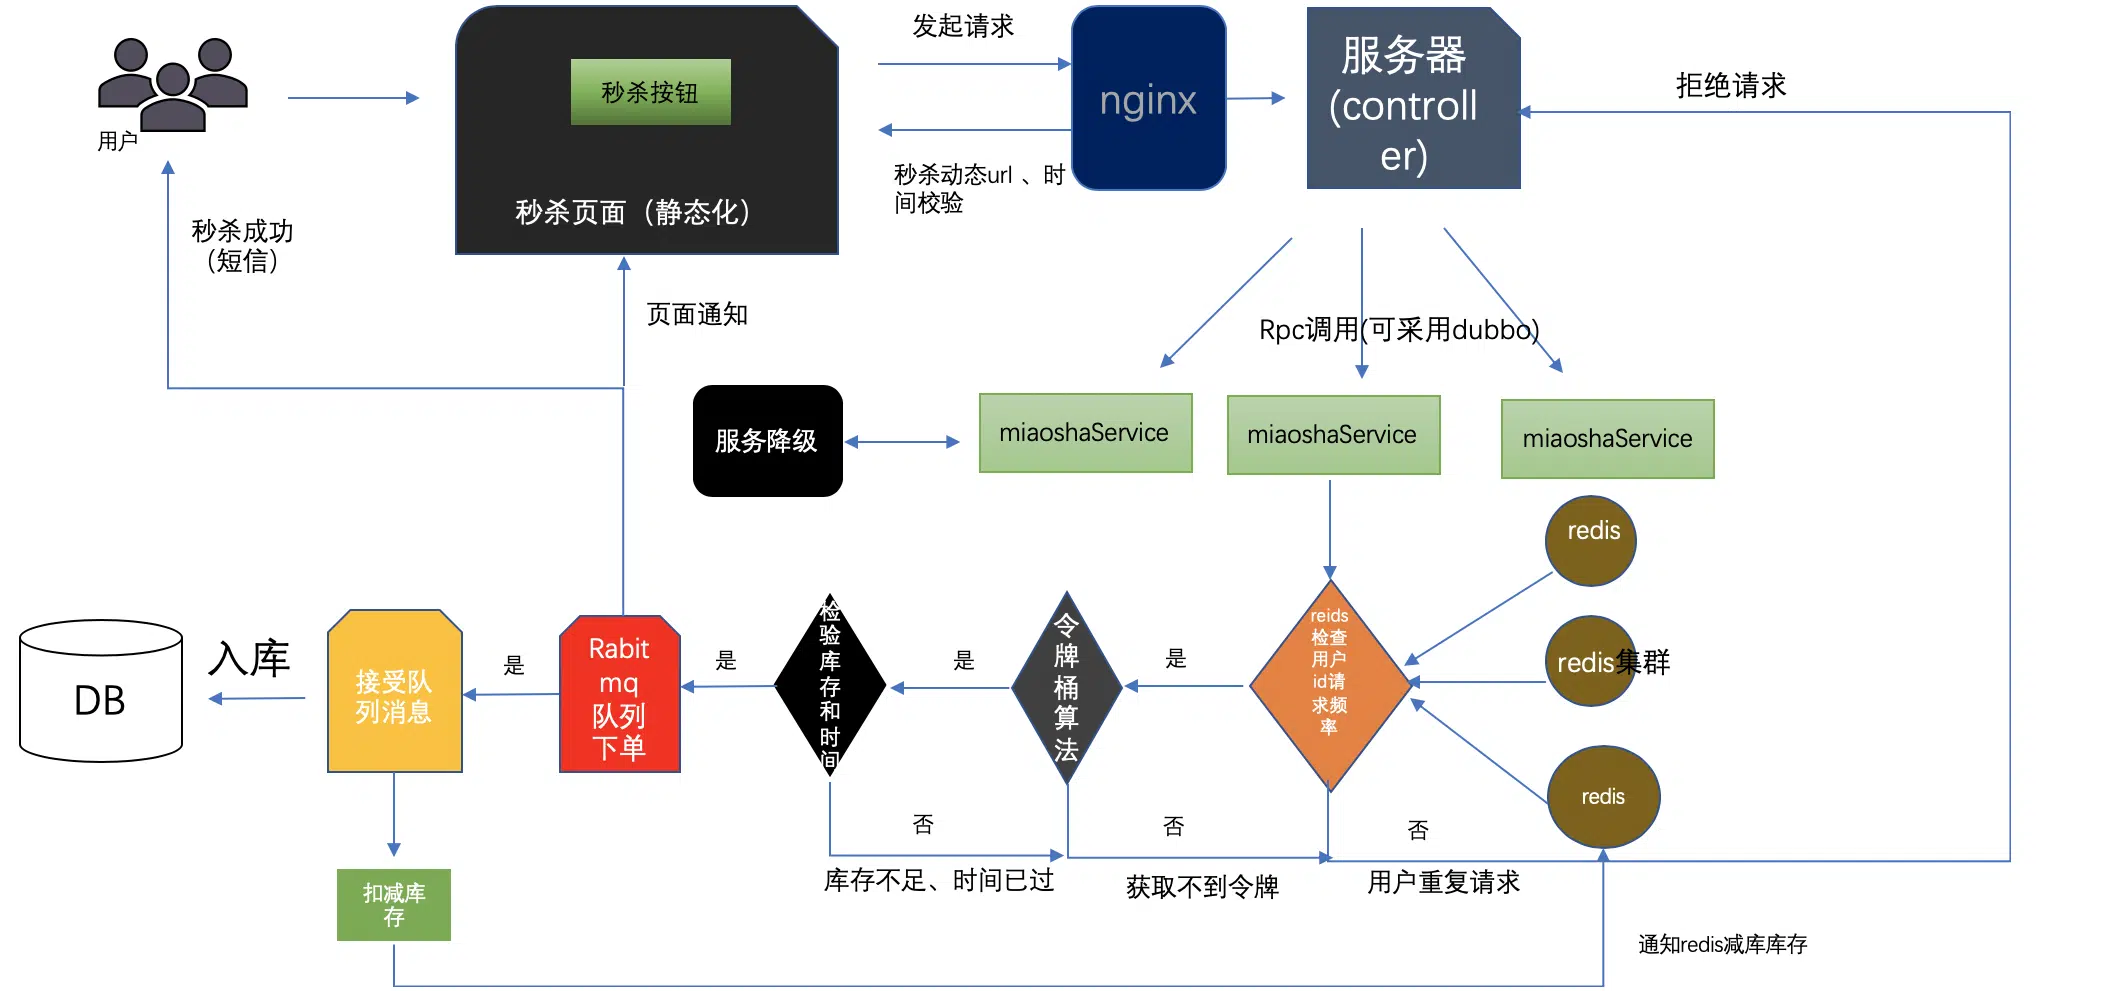 用户
秒杀按钮
秒杀页面（静态化）
发起请求
秒杀动态url 、时
间校验
nginx
服务器
(controll
er)
拒绝请求
秒杀成功
（短信）
页面通知
Rpc调用(可采用dubbo)
服务降级
miaoshaService
miaoshaService
miaoshaService
redis
redis集群
redis
reids
检查
用户
id请
求频
率
是
令
牌
桶
算
法
是
检
验
库
存
和
时
间
是
Rabit
mq
队列
下单
是
接受队
列消息
入库
DB
否
库存不足、时间已过
否
获取不到令牌
否
用户重复请求
扣减库
存
通知redis减库库存